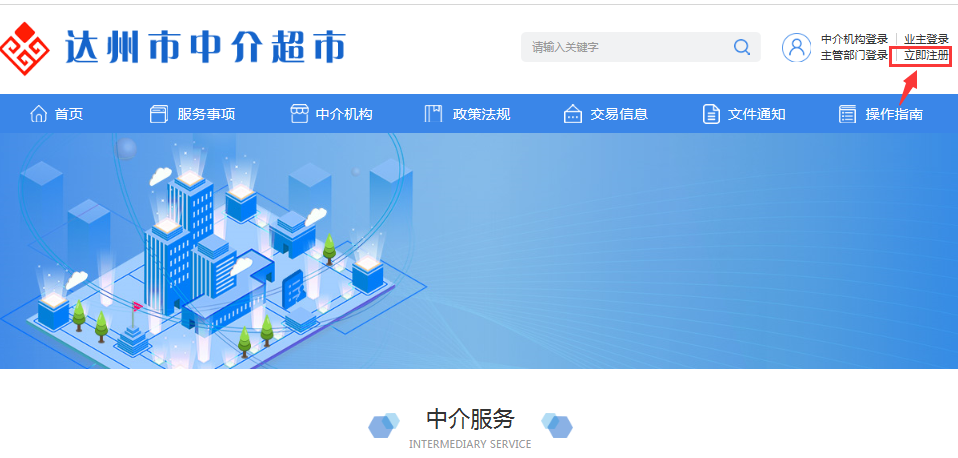 达州市中介超市
请输入关键字
中介机构登录 业主登录
主管部门登录 立即注册
首页 服务事项 中介机构 政策法规 交易信息 文件通知 操作指南
中介服务
INTERMEDIARY SERVICE